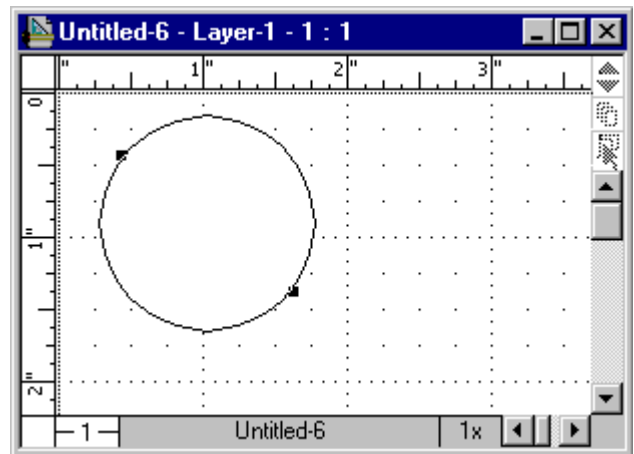 Untitled-6 - Layer-1 - 1 : 1
" 1" 2" 3"
0
1"
2"
1 Untitled-6 1x